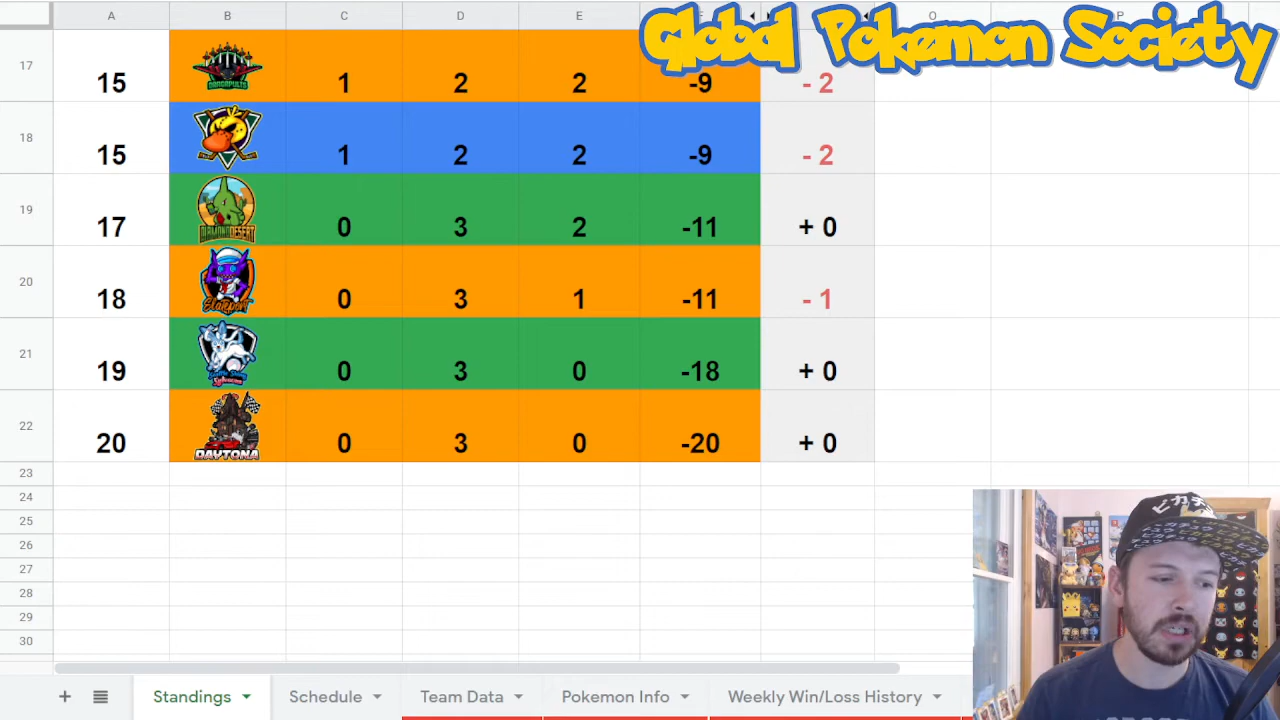 A B C D E O P
Global Pokemon Society
17 15 1 2 2 -9 - 2
18 15 1 2 2 -9 - 2
19 17 DIAMOND DESERT 0 3 2 -11 + 0
20 18 Slateport 0 3 1 -11 - 1
21 19 0 3 0 -18 + 0
22 20 DAYTONA 0 3 0 -20 + 0
23
24
25
26
27
28
29
30
+ Standings Schedule Team Data Pokemon Info Weekly Win/Loss History